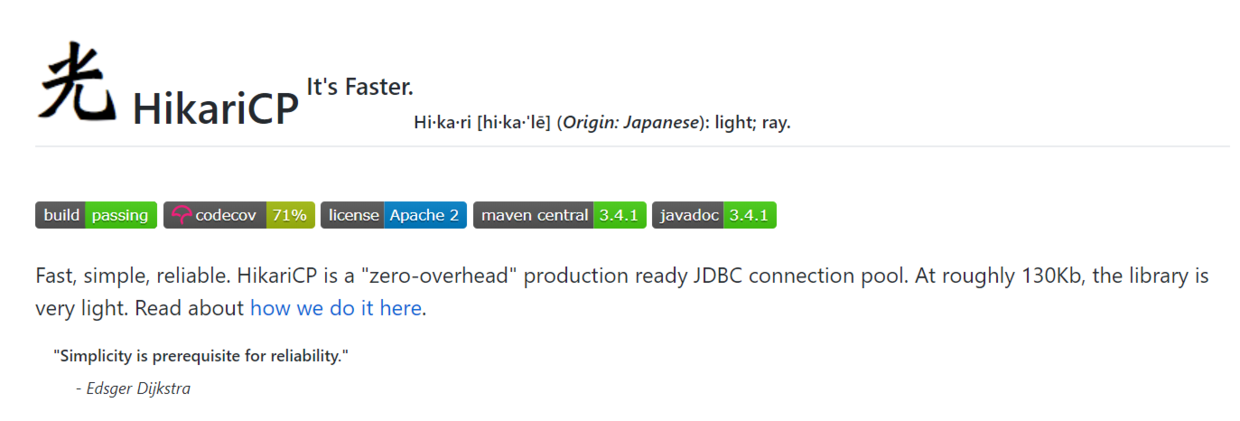 光 HikariCP It's Faster.
Hi·ka·ri [hi·ka·'lē] (Origin: Japanese): light; ray.
build passing codecov 71% license Apache 2 maven central 3.4.1 javadoc 3.4.1
Fast, simple, reliable. HikariCP is a "zero-overhead" production ready JDBC connection pool. At roughly 130Kb, the library is
very light. Read about how we do it here.
"Simplicity is prerequisite for reliability."
- Edsger Dijkstra